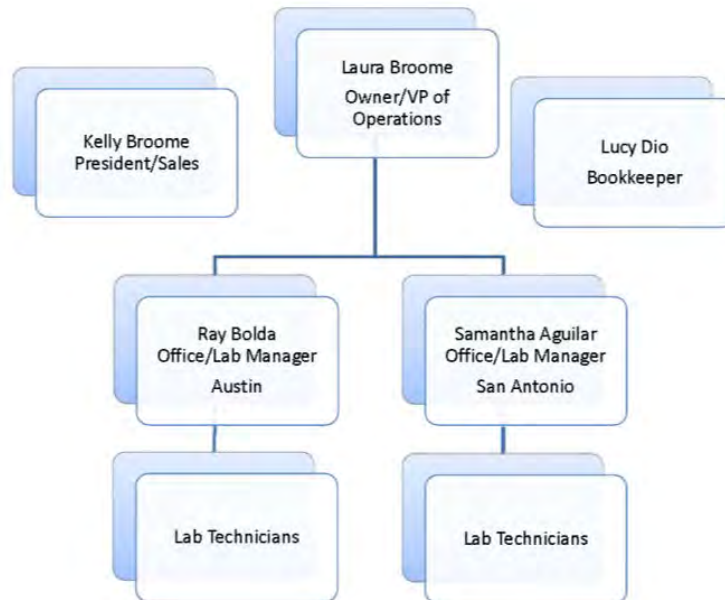 Laura Broome
Owner/VP of
Operations
Kelly Broome
President/Sales
Lucy Dio
Bookkeeper
Ray Bolda
Office/Lab Manager
Austin
Samantha Aguilar
Office/Lab Manager
San Antonio
Lab Technicians
Lab Technicians